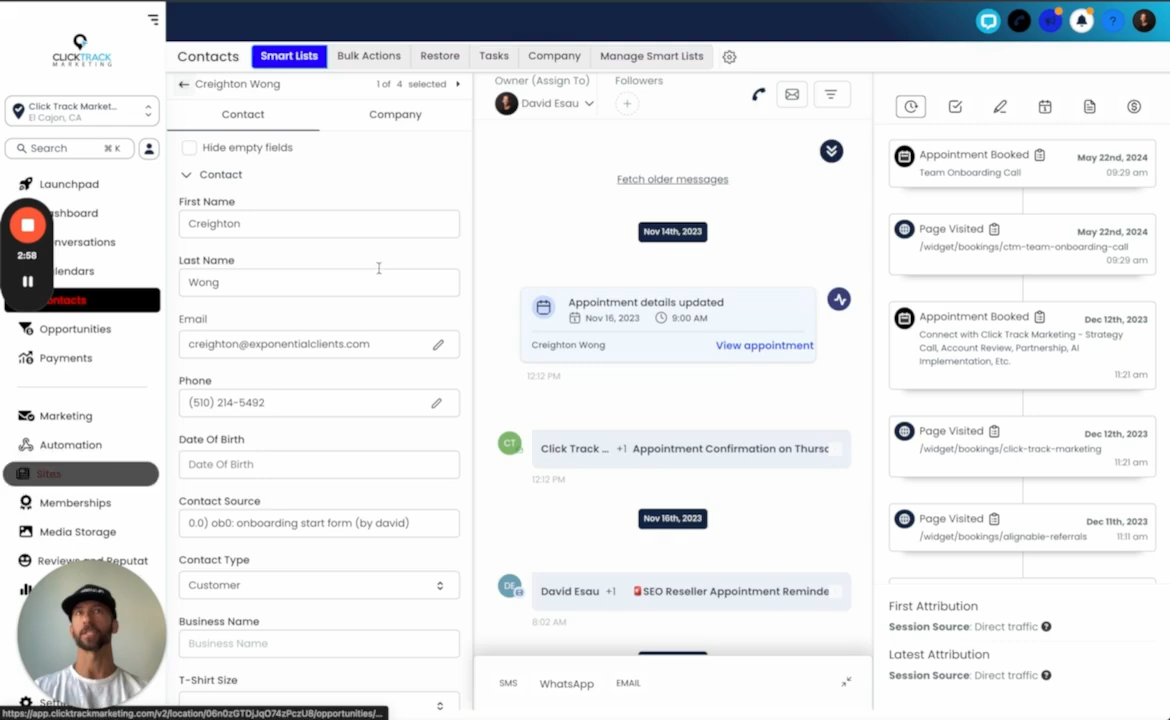 CLICKTRACK
MARKETING
Click Track Market...
El Cajon, CA
Search ⌘ K
Launchpad
ashboard
nversations
lendars
ontacts
Opportunities
Payments
Marketing
Automation
Sites
Memberships
Media Storage
Reviews and Reputat
2:58
https://app.clicktrackmarketing.com/v2/location/06n0zGTDjJqO74zPczU8/opportunities/...
Contacts
Smart Lists
Bulk Actions
Restore
Tasks
Company
Manage Smart Lists
Creighton Wong
1 of 4 selected
Contact
Company
Hide empty fields
Contact
First Name
Creighton
Last Name
Wong
Email
creighton@exponentialclients.com
Phone
(510) 214-5492
Date Of Birth
Date Of Birth
Contact Source
0.0) ob0: onboarding start form (by david)
Contact Type
Customer
Business Name
Business Name
T-Shirt Size
Owner (Assign To)
David Esau
Followers
Fetch older messages
Nov 14th, 2023
Appointment details updated
Nov 16, 2023 9:00 AM
Creighton Wong
View appointment
12:12 PM
CT
Click Track ... +1 Appointment Confirmation on Thursd
12:12 PM
Nov 16th, 2023
DE
David Esau +1 🚨SEO Reseller Appointment Reminde
8:02 AM
SMS
WhatsApp
EMAIL
Appointment Booked
May 22nd, 2024
Team Onboarding Call
09:29 am
Page Visited
May 22nd, 2024
/widget/bookings/ctm-team-onboarding-call
09:29 am
Appointment Booked
Dec 12th, 2023
Connect with Click Track Marketing - Strategy
Call, Account Review, Partnership, AI
Implementation, Etc.
11:21 am
Page Visited
Dec 12th, 2023
/widget/bookings/click-track-marketing
11:21 am
Page Visited
Dec 11th, 2023
/widget/bookings/alignable-referrals
11:11 am
First Attribution
Session Source: Direct traffic
Latest Attribution
Session Source: Direct traffic